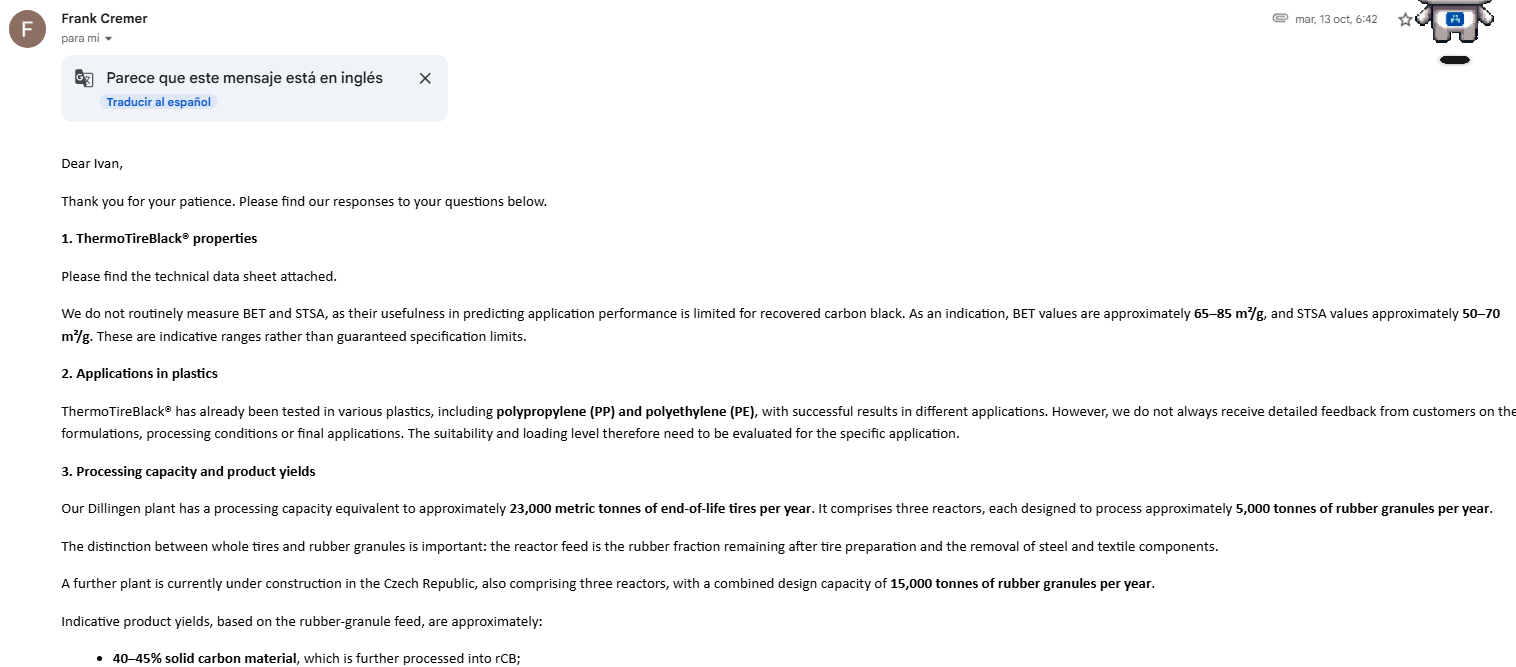 F
Frank Cremer
mar, 13 oct, 6:42
para mí
Parece que este mensaje está en inglés
Traducir al español
Dear Ivan,
Thank you for your patience. Please find our responses to your questions below.
1. ThermoTireBlack® properties
Please find the technical data sheet attached.
We do not routinely measure BET and STSA, as their usefulness in predicting application performance is limited for recovered carbon black. As an indication, BET values are approximately 65–85 m²/g, and STSA values approximately 50–70
m²/g. These are indicative ranges rather than guaranteed specification limits.
2. Applications in plastics
ThermoTireBlack® has already been tested in various plastics, including polypropylene (PP) and polyethylene (PE), with successful results in different applications. However, we do not always receive detailed feedback from customers on the
formulations, processing conditions or final applications. The suitability and loading level therefore need to be evaluated for the specific application.
3. Processing capacity and product yields
Our Dillingen plant has a processing capacity equivalent to approximately 23,000 metric tonnes of end-of-life tires per year. It comprises three reactors, each designed to process approximately 5,000 tonnes of rubber granules per year.
The distinction between whole tires and rubber granules is important: the reactor feed is the rubber fraction remaining after tire preparation and the removal of steel and textile components.
A further plant is currently under construction in the Czech Republic, also comprising three reactors, with a combined design capacity of 15,000 tonnes of rubber granules per year.
Indicative product yields, based on the rubber-granule feed, are approximately:
• 40–45% solid carbon material, which is further processed into rCB;